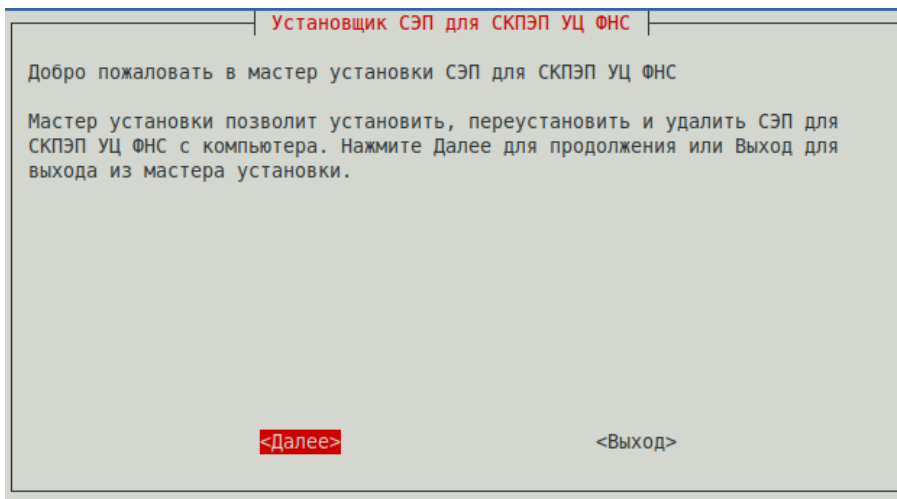 Установщик СЭП для СКПЭП УЦ ФНС
Добро пожаловать в мастер установки СЭП для СКПЭП УЦ ФНС
Мастер установки позволит установить, переустановить и удалить СЭП для
СКПЭП УЦ ФНС с компьютера. Нажмите Далее для продолжения или Выход для
выхода из мастера установки.
<Далее> <Выход>